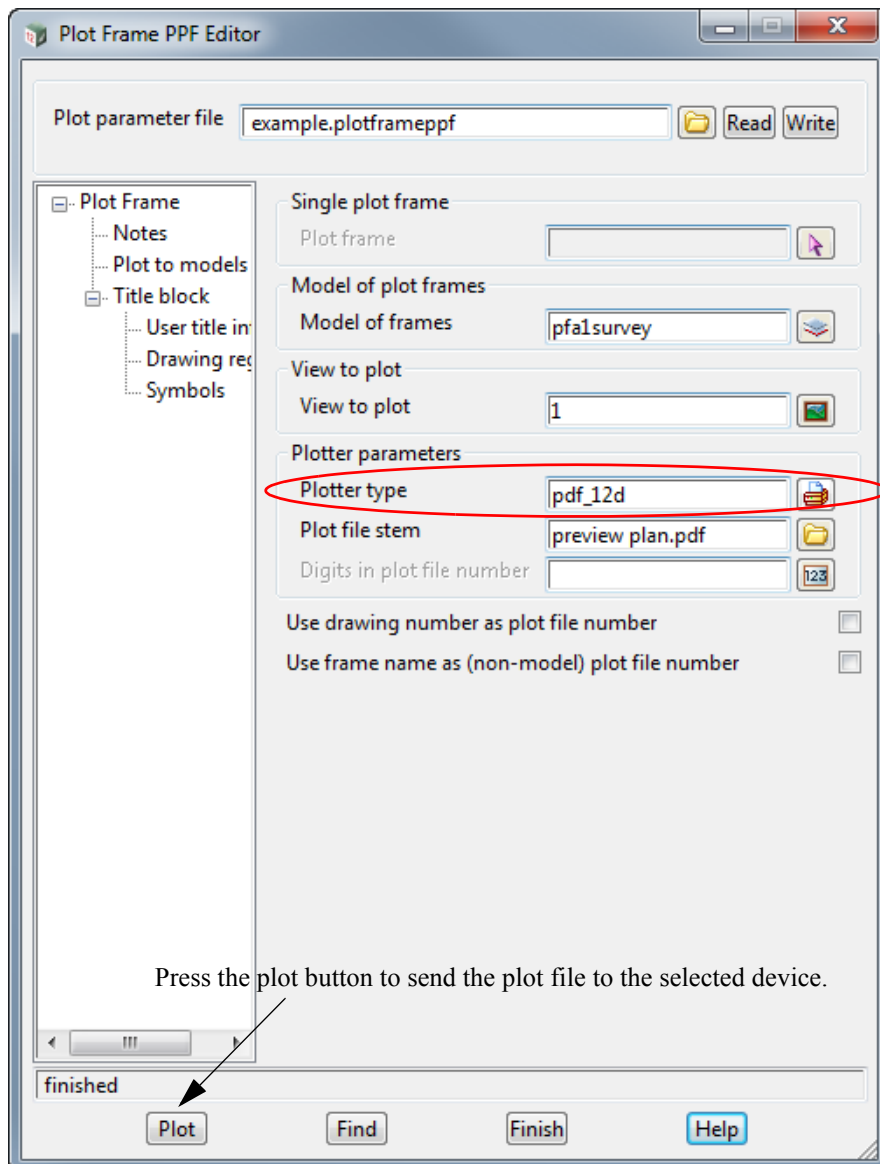 Plot Frame PPF Editor
Plot parameter file example.plotframeppf Read Write
Plot Frame
Notes
Plot to models
Title block
User title in
Drawing reg
Symbols
Single plot frame
Plot frame
Model of plot frames
Model of frames pfa1survey
View to plot
View to plot 1
Plotter parameters
Plotter type pdf_12d
Plot file stem preview plan.pdf
Digits in plot file number 123
Use drawing number as plot file number
Use frame name as (non-model) plot file number
Press the plot button to send the plot file to the selected device.
finished
Plot Find Finish Help